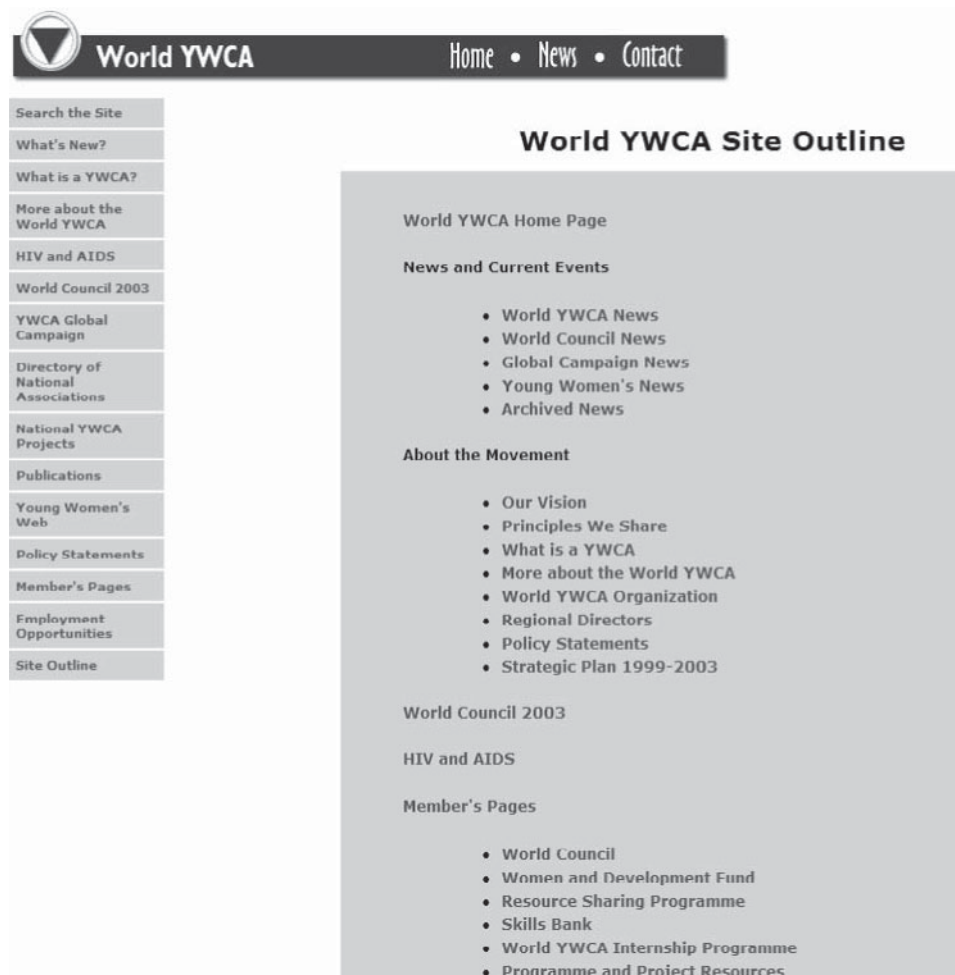 World YWCA
Home • News • Contact
Search the Site
What's New?
What is a YWCA?
More about the
World YWCA
HIV and AIDS
World Council 2003
YWCA Global
Campaign
Directory of
National
Associations
National YWCA
Projects
Publications
Young Women's
Web
Policy Statements
Member's Pages
Employment
Opportunities
Site Outline
World YWCA Site Outline
World YWCA Home Page
News and Current Events
• World YWCA News
• World Council News
• Global Campaign News
• Young Women's News
• Archived News
About the Movement
• Our Vision
• Principles We Share
• What is a YWCA
• More about the World YWCA
• World YWCA Organization
• Regional Directors
• Policy Statements
• Strategic Plan 1999-2003
World Council 2003
HIV and AIDS
Member's Pages
• World Council
• Women and Development Fund
• Resource Sharing Programme
• Skills Bank
• World YWCA Internship Programme
• Programme and Project Resources